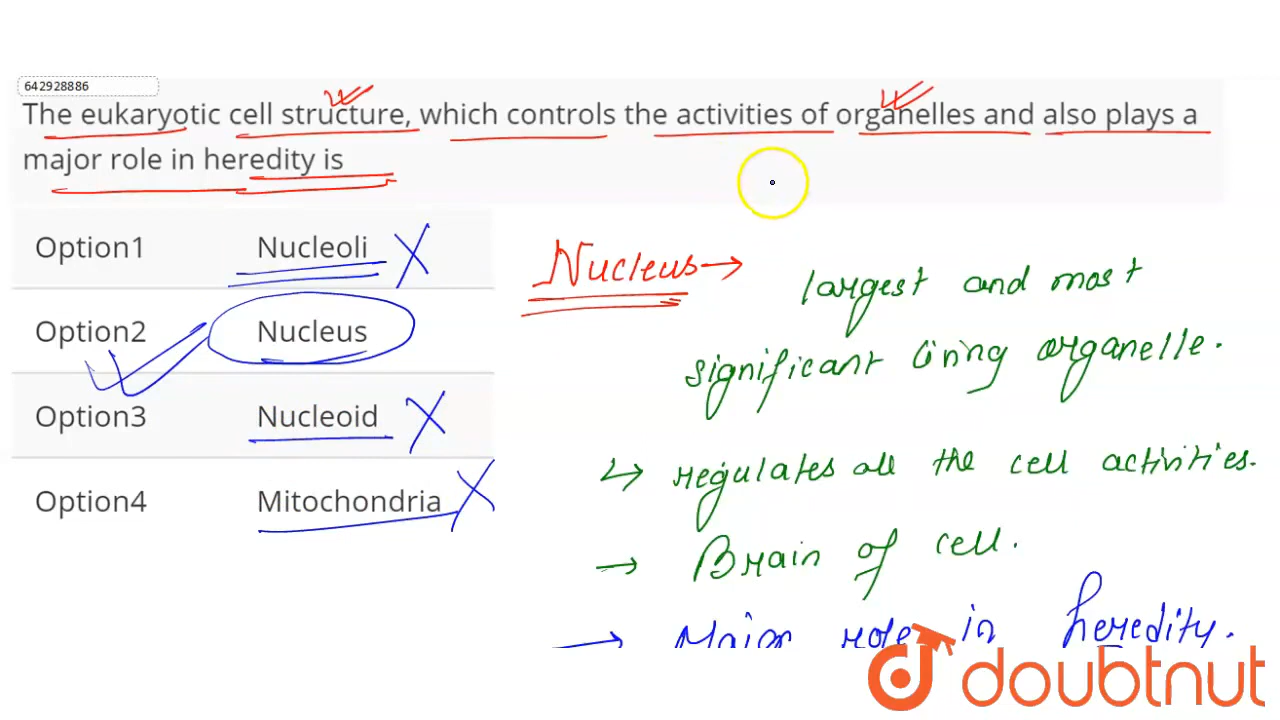 642928886
The eukaryotic cell structure, which controls the activities of organelles and also plays a
major role in heredity is
Option1 Nucleoli
Option2 Nucleus
Option3 Nucleoid
Option4 Mitochondria
Nucleus →
largest and most
significant living organelle.
↳ regulates all the cell activities.
→ Brain of cell.
→ Major role in heredity.
doubtnut